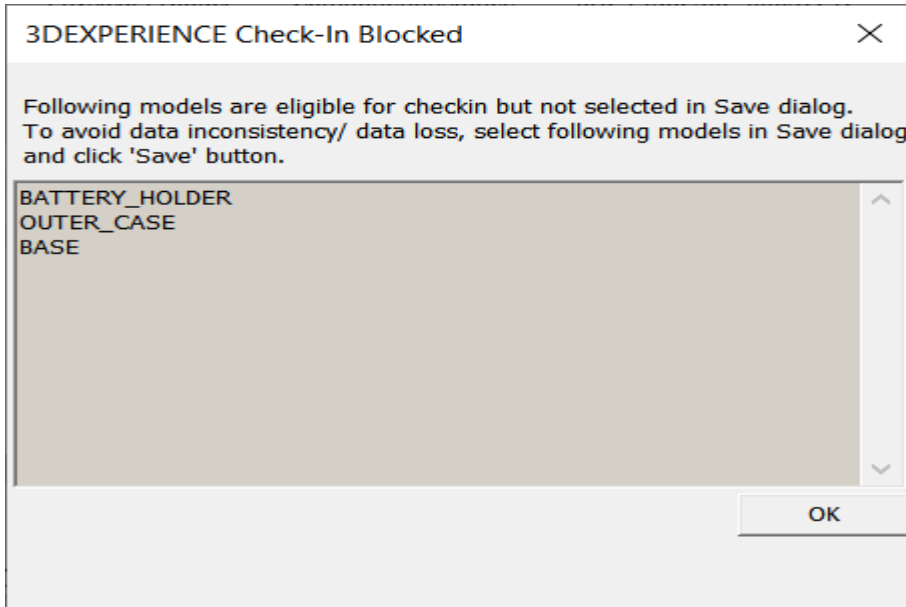 3DEXPERIENCE Check-In Blocked
Following models are eligible for checkin but not selected in Save dialog.
To avoid data inconsistency/ data loss, select following models in Save dialog
and click 'Save' button.
BATTERY_HOLDER
OUTER_CASE
BASE
OK